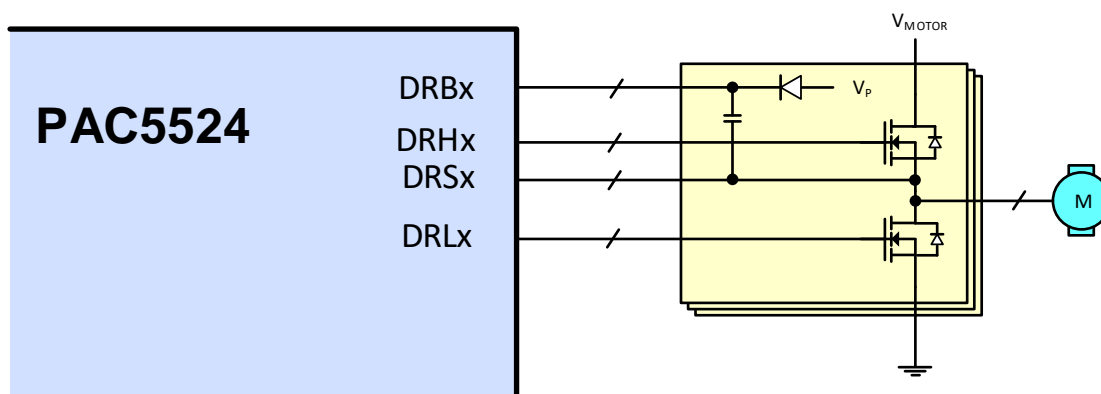 V_MOTOR
DRBx
V_P
PAC5524
DRHx
DRSx
M
DRLx